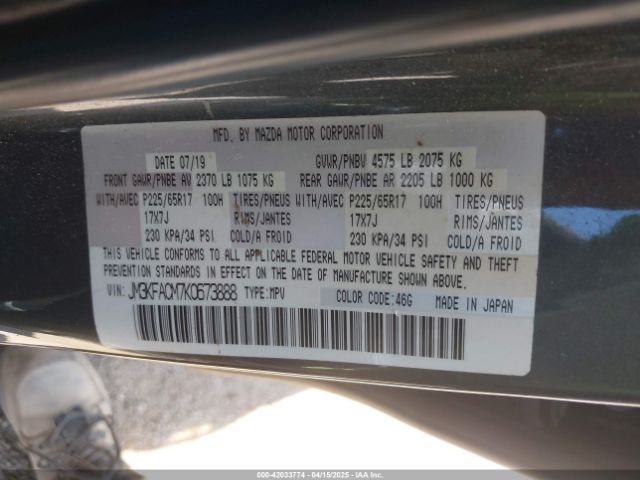 MFD. BY MAZDA MOTOR CORPORATION
DATE 07/19 GVWR/PNBV 4575 LB 2075 KG
FRONT GAWR/PNBE AV 2370 LB 1075 KG REAR GAWR/PNBE AR 2205 LB 1000 KG
WITH/AVEC P225/65R17 100H TIRES/PNEUS WITH/AVEC P225/65R17 100H TIRES/PNEUS
17X7J RIMS/JANTES 17X7J RIMS/JANTES
230 KPA/34 PSI COLD/A FROID 230 KPA/34 PSI COLD/A FROID
THIS VEHICLE CONFORMS TO ALL APPLICABLE FEDERAL MOTOR VEHICLE SAFETY AND THEFT
PREVENTION STANDARDS IN EFFECT ON THE DATE OF MANUFACTURE SHOWN ABOVE.
VIN: JM3KFACM7K0573888 TYPE:MPV COLOR CODE:46G MADE IN JAPAN
000-42033774 - 04/15/2025 - IAA Inc.